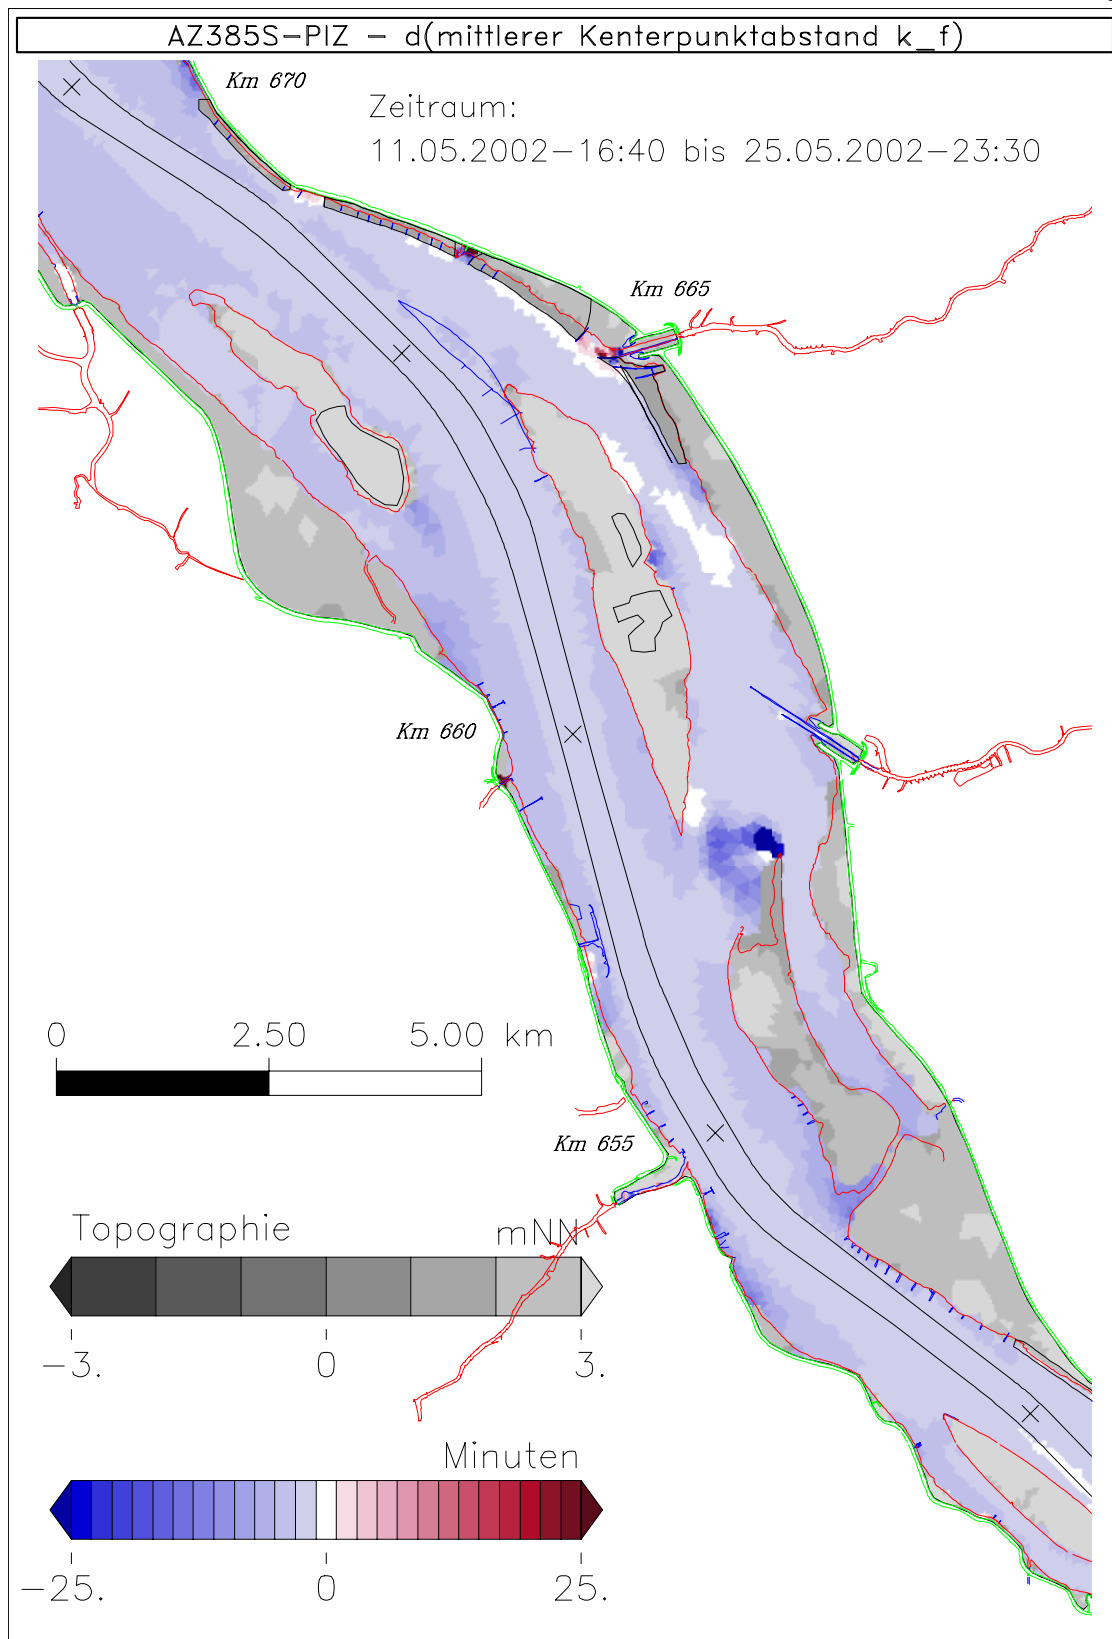 AZ385S-PIZ - d(mittlerer Kenterpunktabstand k_f)
Km 670
Zeitraum:
11.05.2002-16:40 bis 25.05.2002-23:30
Km 665
Km 660
0 2.50 5.00 km
Km 655
Topographie mNN
-3. 0 3.
Minuten
-25. 0 25.